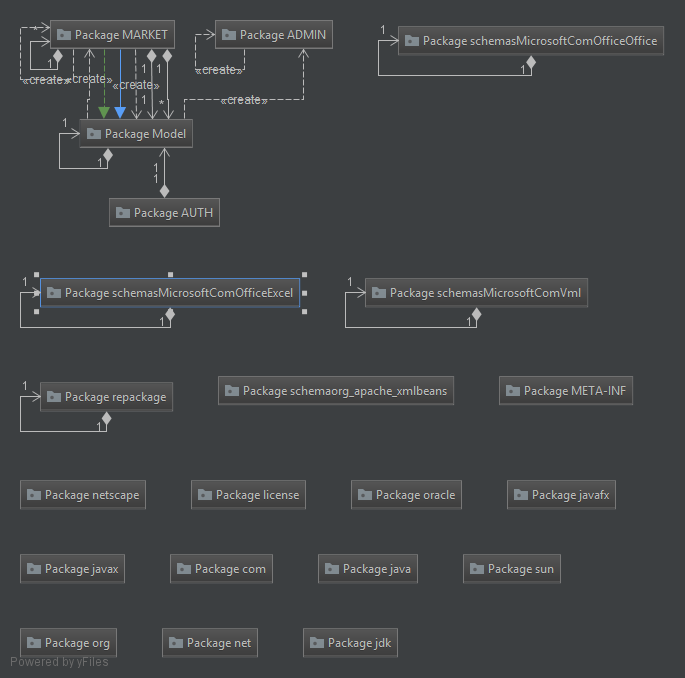 Package MARKET
Package ADMIN
Package schemasMicrosoftComOfficeOffice
1
*
1
«create»
«create»
«create»
1
1
«create»
1
1
*
«create»
1
Package Model
1
1
1
Package AUTH
1
Package schemasMicrosoftComOfficeExcel
1
1
Package schemasMicrosoftComVml
1
1
Package repackage
1
Package schemaorg_apache_xmlbeans
Package META-INF
Package netscape
Package license
Package oracle
Package javafx
Package javax
Package com
Package java
Package sun
Package org
Package net
Package jdk
Powered by yFiles